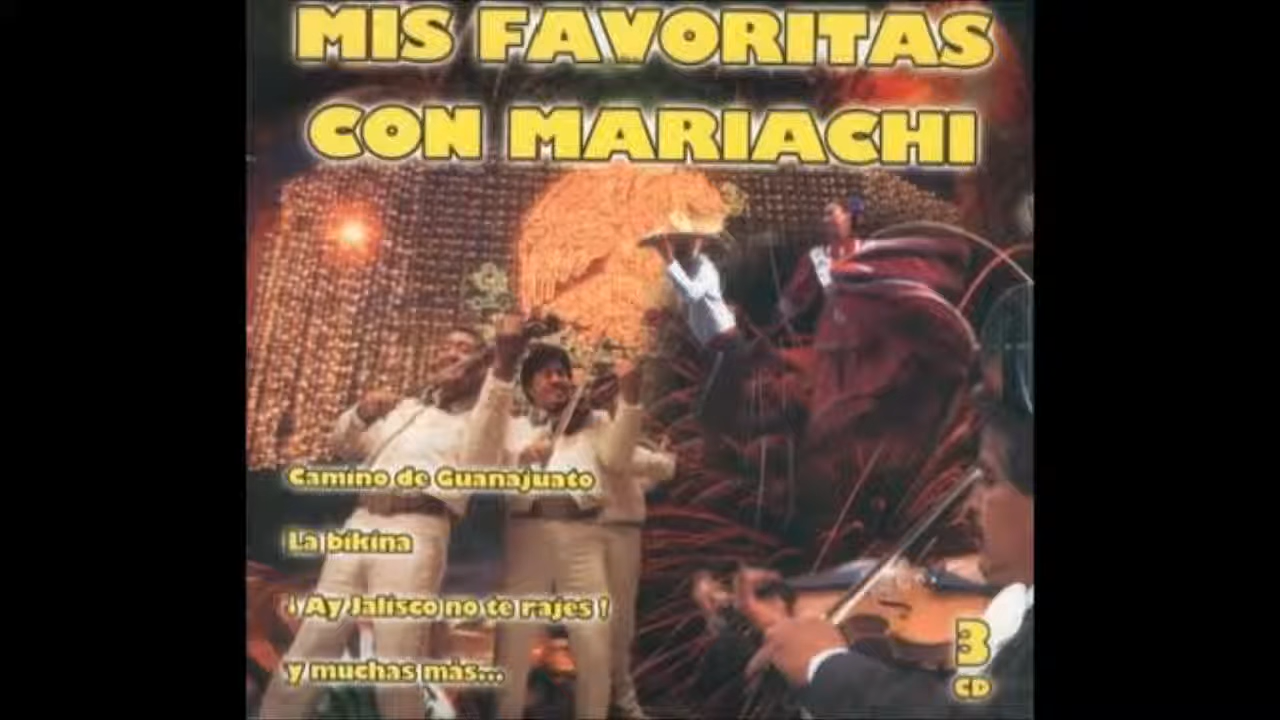 MIS FAVORITAS
CON MARIACHI
Camino de Guanajuato
La bikina
¡ Ay Jalisco no te rajes !
y muchas más...
3
CD